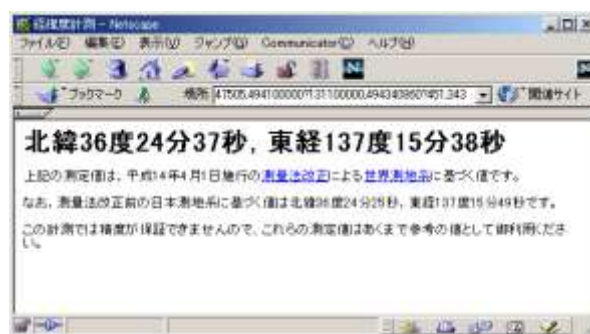 経緯度計測 - Netscape
ファイル(F) 編集(E) 表示(V) ジャンプ(G) Communicator(C) ヘルプ(H)
ブックマーク 場所 47505,494100000?131100000,494340850?451,243 関連サイト
北緯36度24分37秒，東経137度15分38秒
上記の測定値は、平成14年4月1日施行の測量法改正による世界測地系に基づく値です。
なお、測量法改正前の日本測地系に基づく値は北緯36度24分25秒、東経137度15分49秒です。
この計測では精度が保証できませんので、これらの測定値はあくまで参考の値として御利用くださ
い。